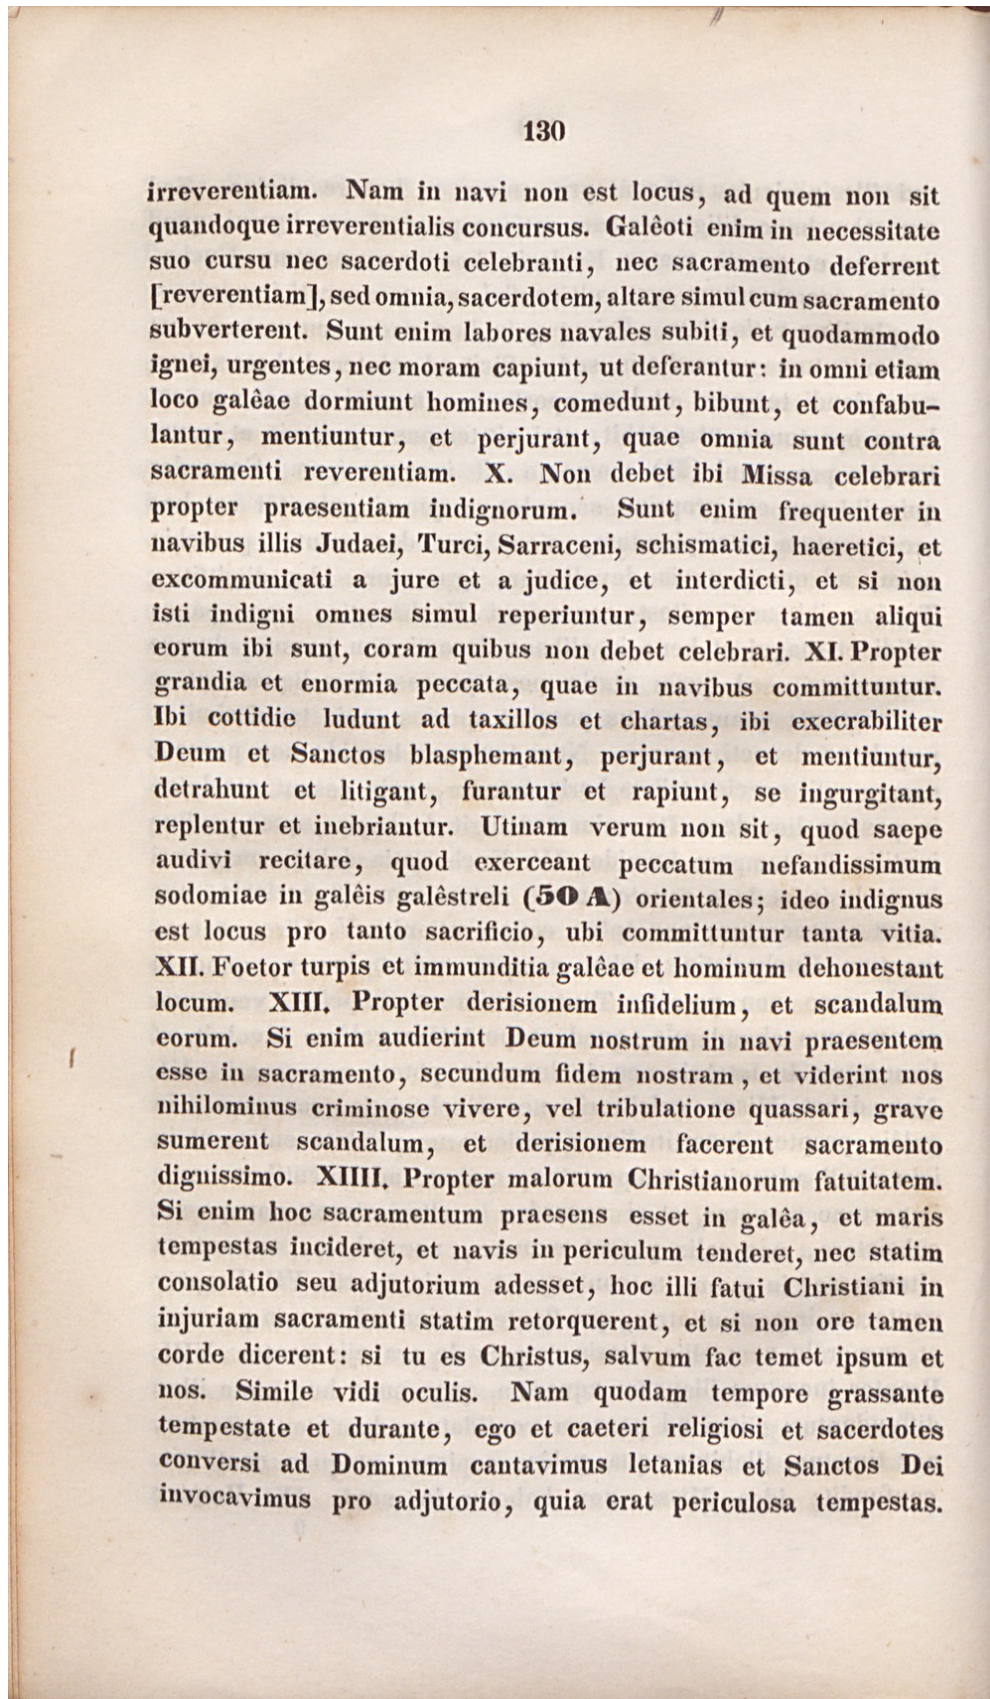 130
irreverentiam. Nam in navi non est locus, ad quem non sit
quandoque irreverentialis concursus. Galêoti enim in necessitate
suo cursu nec sacerdoti celebranti, nec sacramento deferrent
[reverentiam], sed omnia, sacerdotem, altare simul cum sacramento
subverterent. Sunt enim labores navales subiti, et quodammodo
ignei, urgentes, nec moram capiunt, ut deferantur: in omni etiam
loco galêae dormiunt homines, comedunt, bibunt, et confabu-
lantur, mentiuntur, et perjurant, quae omnia sunt contra
sacramenti reverentiam. X. Non debet ibi Missa celebrari
propter praesentiam indignorum. Sunt enim frequenter in
navibus illis Judaei, Turci, Sarraceni, schismatici, haeretici, et
excommunicati a jure et a judice, et interdicti, et si non
isti indigni omnes simul reperiuntur, semper tamen aliqui
eorum ibi sunt, coram quibus non debet celebrari. XI. Propter
grandia et enormia peccata, quae in navibus committuntur.
Ibi cottidie ludunt ad taxillos et chartas, ibi execrabiliter
Deum et Sanctos blasphemant, perjurant, et mentiuntur,
detrahunt et litigant, furantur et rapiunt, se ingurgitant,
replentur et inebriantur. Utinam verum non sit, quod saepe
audivi recitare, quod exerceant peccatum nefandissimum
sodomiae in galêis galêstreli (50 A) orientales; ideo indignus
est locus pro tanto sacrificio, ubi committuntur tanta vitia.
XII. Foetor turpis et immunditia galêae et hominum dehonestant
locum. XIII. Propter derisionem infidelium, et scandalum
eorum. Si enim audierint Deum nostrum in navi praesentem
esse in sacramento, secundum fidem nostram, et viderint nos
nihilominus criminose vivere, vel tribulatione quassari, grave
sumerent scandalum, et derisionem facerent sacramento
dignissimo. XIIII. Propter malorum Christianorum fatuitatem.
Si enim hoc sacramentum praesens esset in galêa, et maris
tempestas incideret, et navis in periculum tenderet, nec statim
consolatio seu adjutorium adesset, hoc illi fatui Christiani in
injuriam sacramenti statim retorquerent, et si non ore tamen
corde dicerent: si tu es Christus, salvum fac temet ipsum et
nos. Simile vidi oculis. Nam quodam tempore grassante
tempestate et durante, ego et caeteri religiosi et sacerdotes
conversi ad Dominum cantavimus letanias et Sanctos Dei
invocavimus pro adjutorio, quia erat periculosa tempestas.